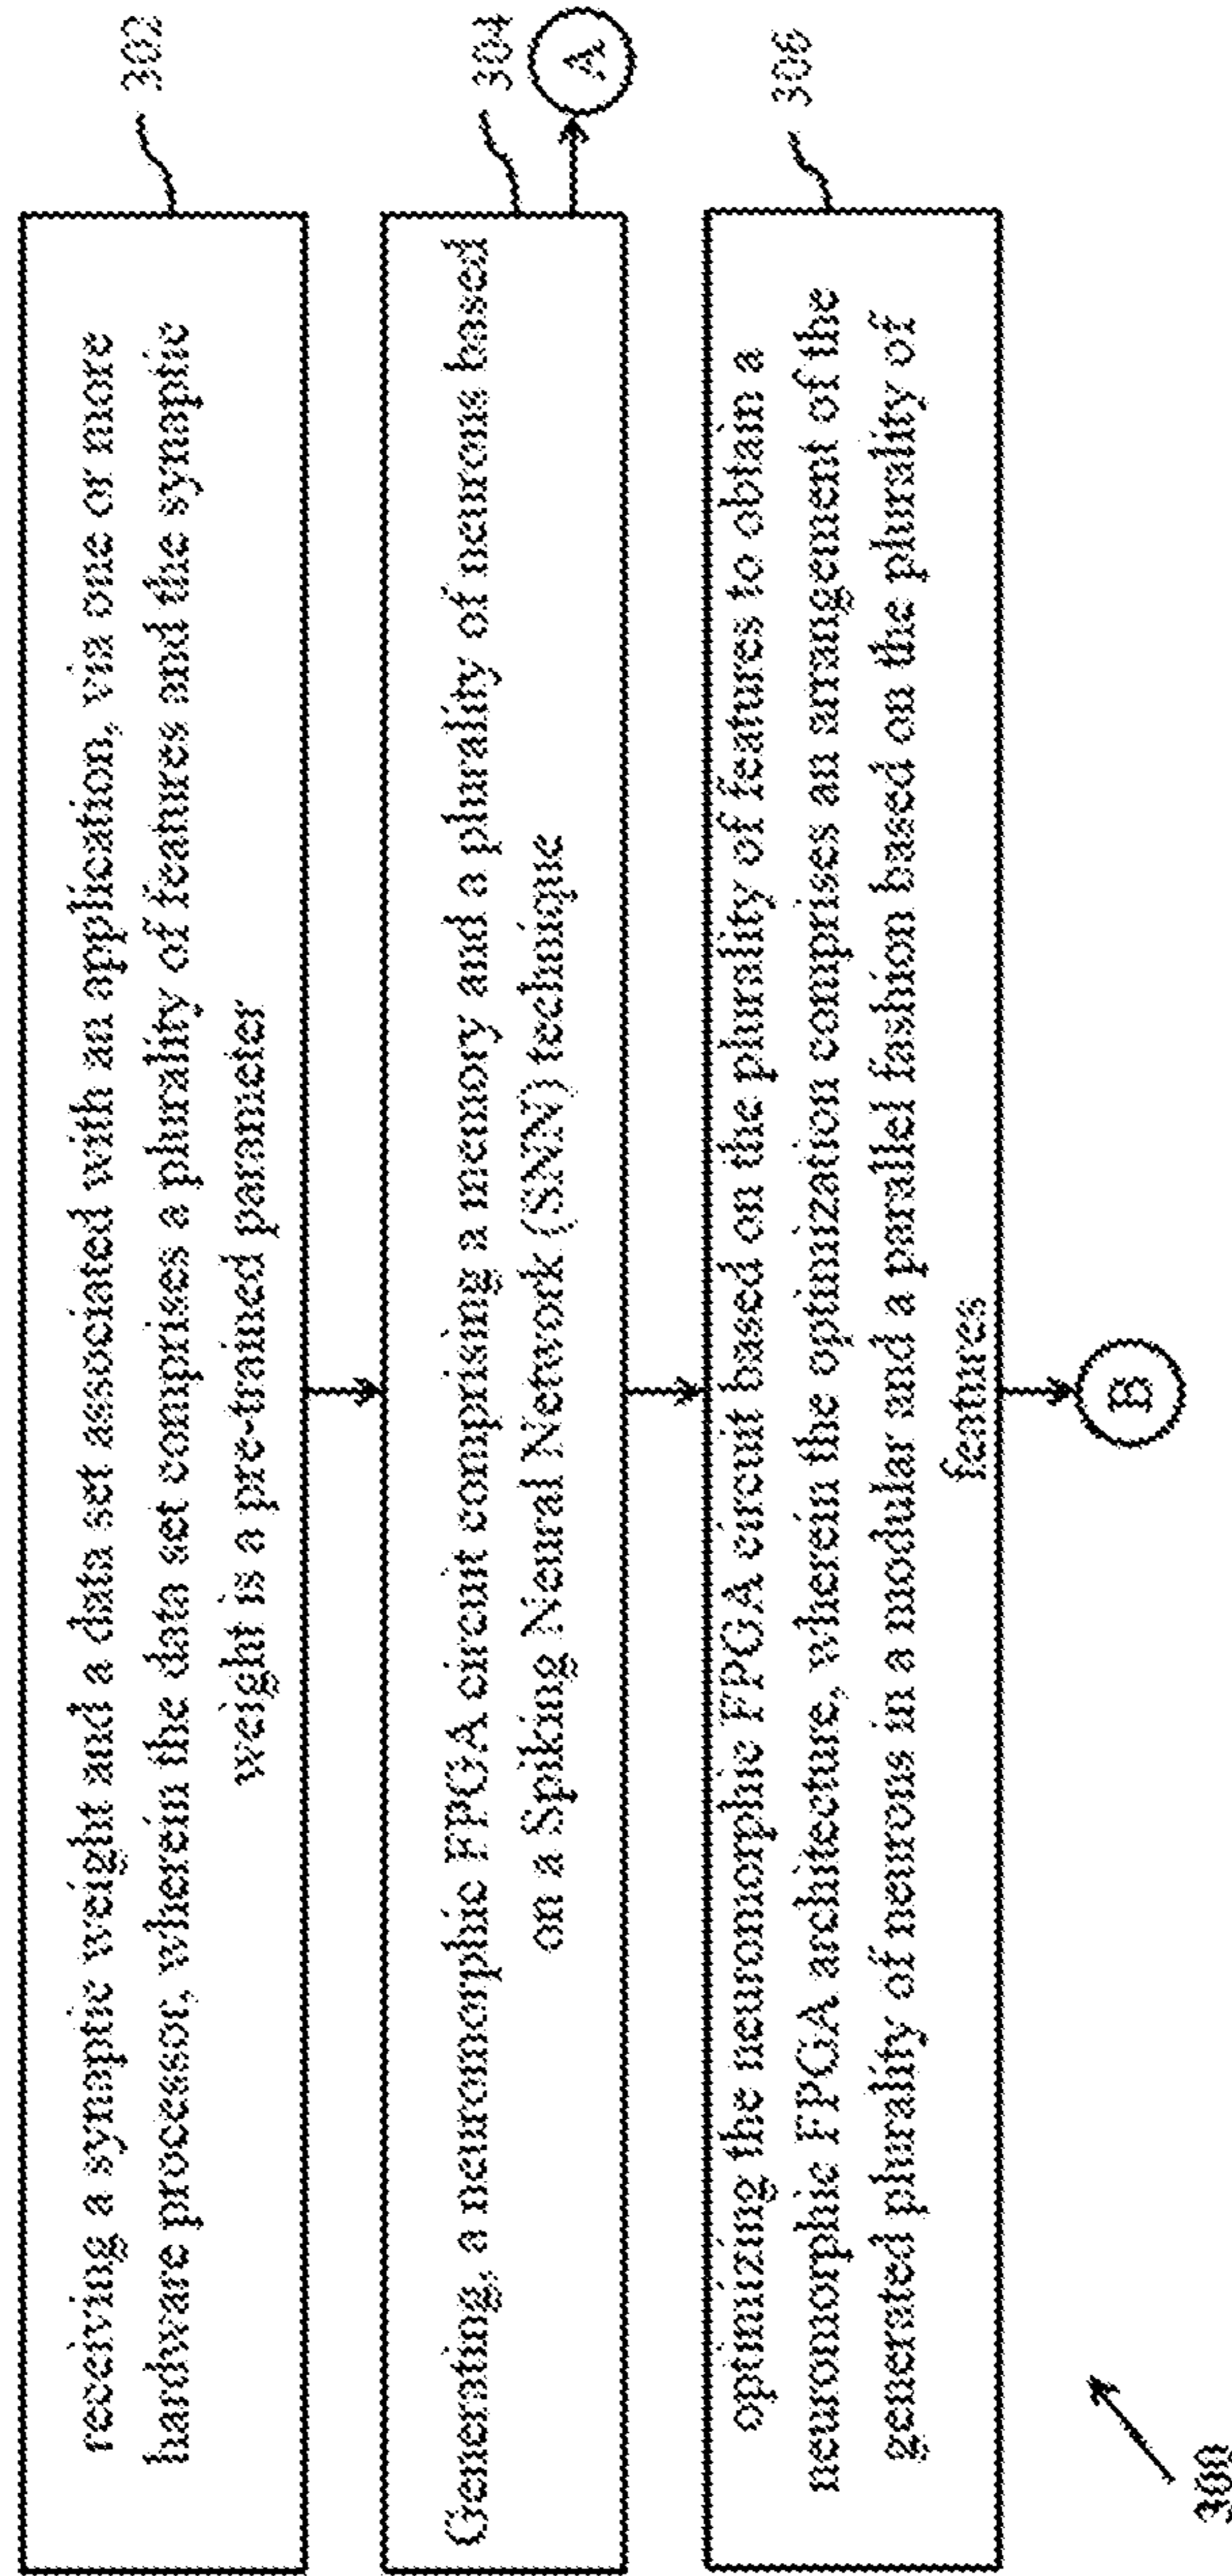 receiving a synaptic weight and a data set associated with an application, via one or more
hardware processor, wherein the data set comprises a plurality of features and the synaptic
weight is a pre-trained parameter
302
Generating, a neuromorphic FPGA circuit comprising a memory and a plurality of neurons based
on a Spiking Neural Network (SNN) technique
304
A
optimizing the neuromorphic FPGA circuit based on the plurality of features to obtain a
neuromorphic FPGA architecture, wherein the optimization comprises an arrangement of the
generated plurality of neurons in a modular and a parallel fashion based on the plurality of
features
306
B
300